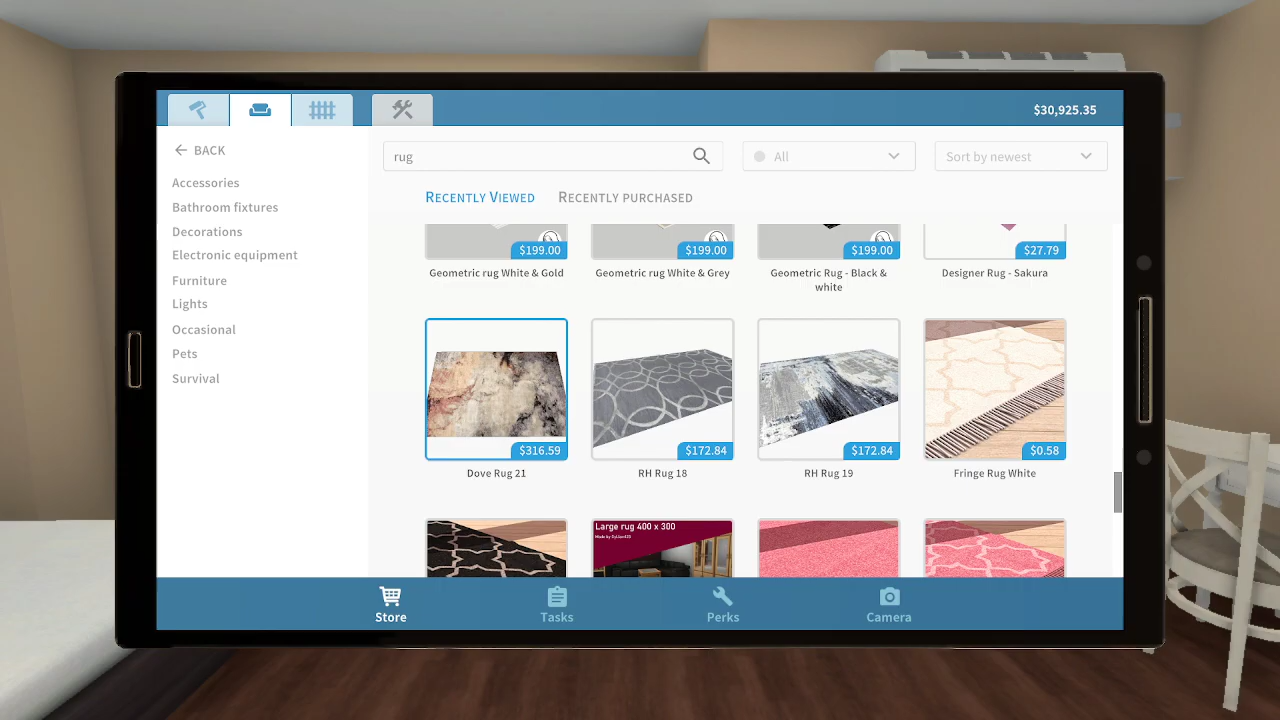 $30,925.35
BACK
rug
All
Sort by newest
Accessories
Bathroom fixtures
Decorations
Electronic equipment
Furniture
Lights
Occasional
Pets
Survival
RECENTLY VIEWED
RECENTLY PURCHASED
$199.00
$199.00
$199.00
$27.79
Geometric rug White & Gold
Geometric rug White & Grey
Geometric Rug - Black &
white
Designer Rug - Sakura
$316.59
$172.84
$172.84
$0.58
Dove Rug 21
RH Rug 18
RH Rug 19
Fringe Rug White
Large rug 400 x 300
Store
Tasks
Perks
Camera